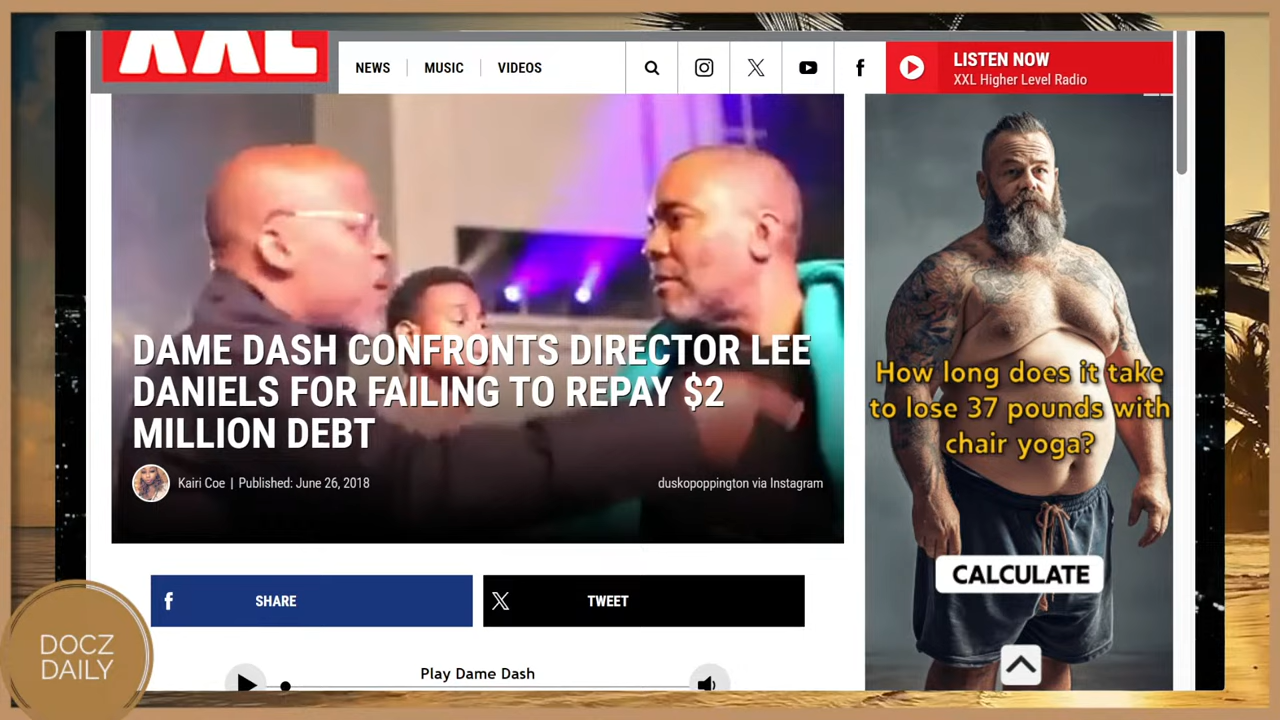 XXL
NEWS
MUSIC
VIDEOS
LISTEN NOW
XXL Higher Level Radio
DAME DASH CONFRONTS DIRECTOR LEE
DANIELS FOR FAILING TO REPAY $2
MILLION DEBT
Kairi Coe | Published: June 26, 2018
duskopoppington via Instagram
How long does it take
to lose 37 pounds with
chair yoga?
CALCULATE
SHARE
TWEET
Play Dame Dash
DOCZ
DAILY